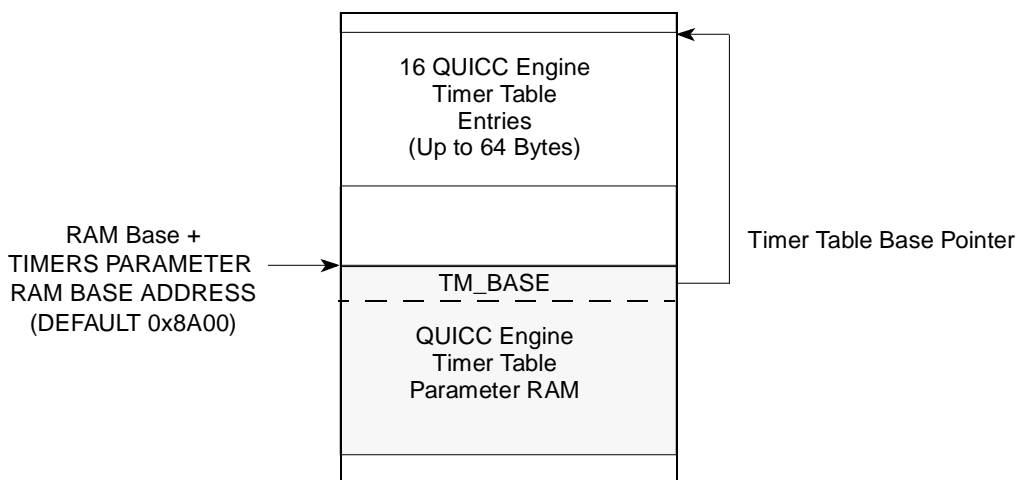 16 QUICC Engine
Timer Table
Entries
(Up to 64 Bytes)
RAM Base +
TIMERS PARAMETER
RAM BASE ADDRESS
(DEFAULT 0x8A00)
Timer Table Base Pointer
TM_BASE
QUICC Engine
Timer Table
Parameter RAM